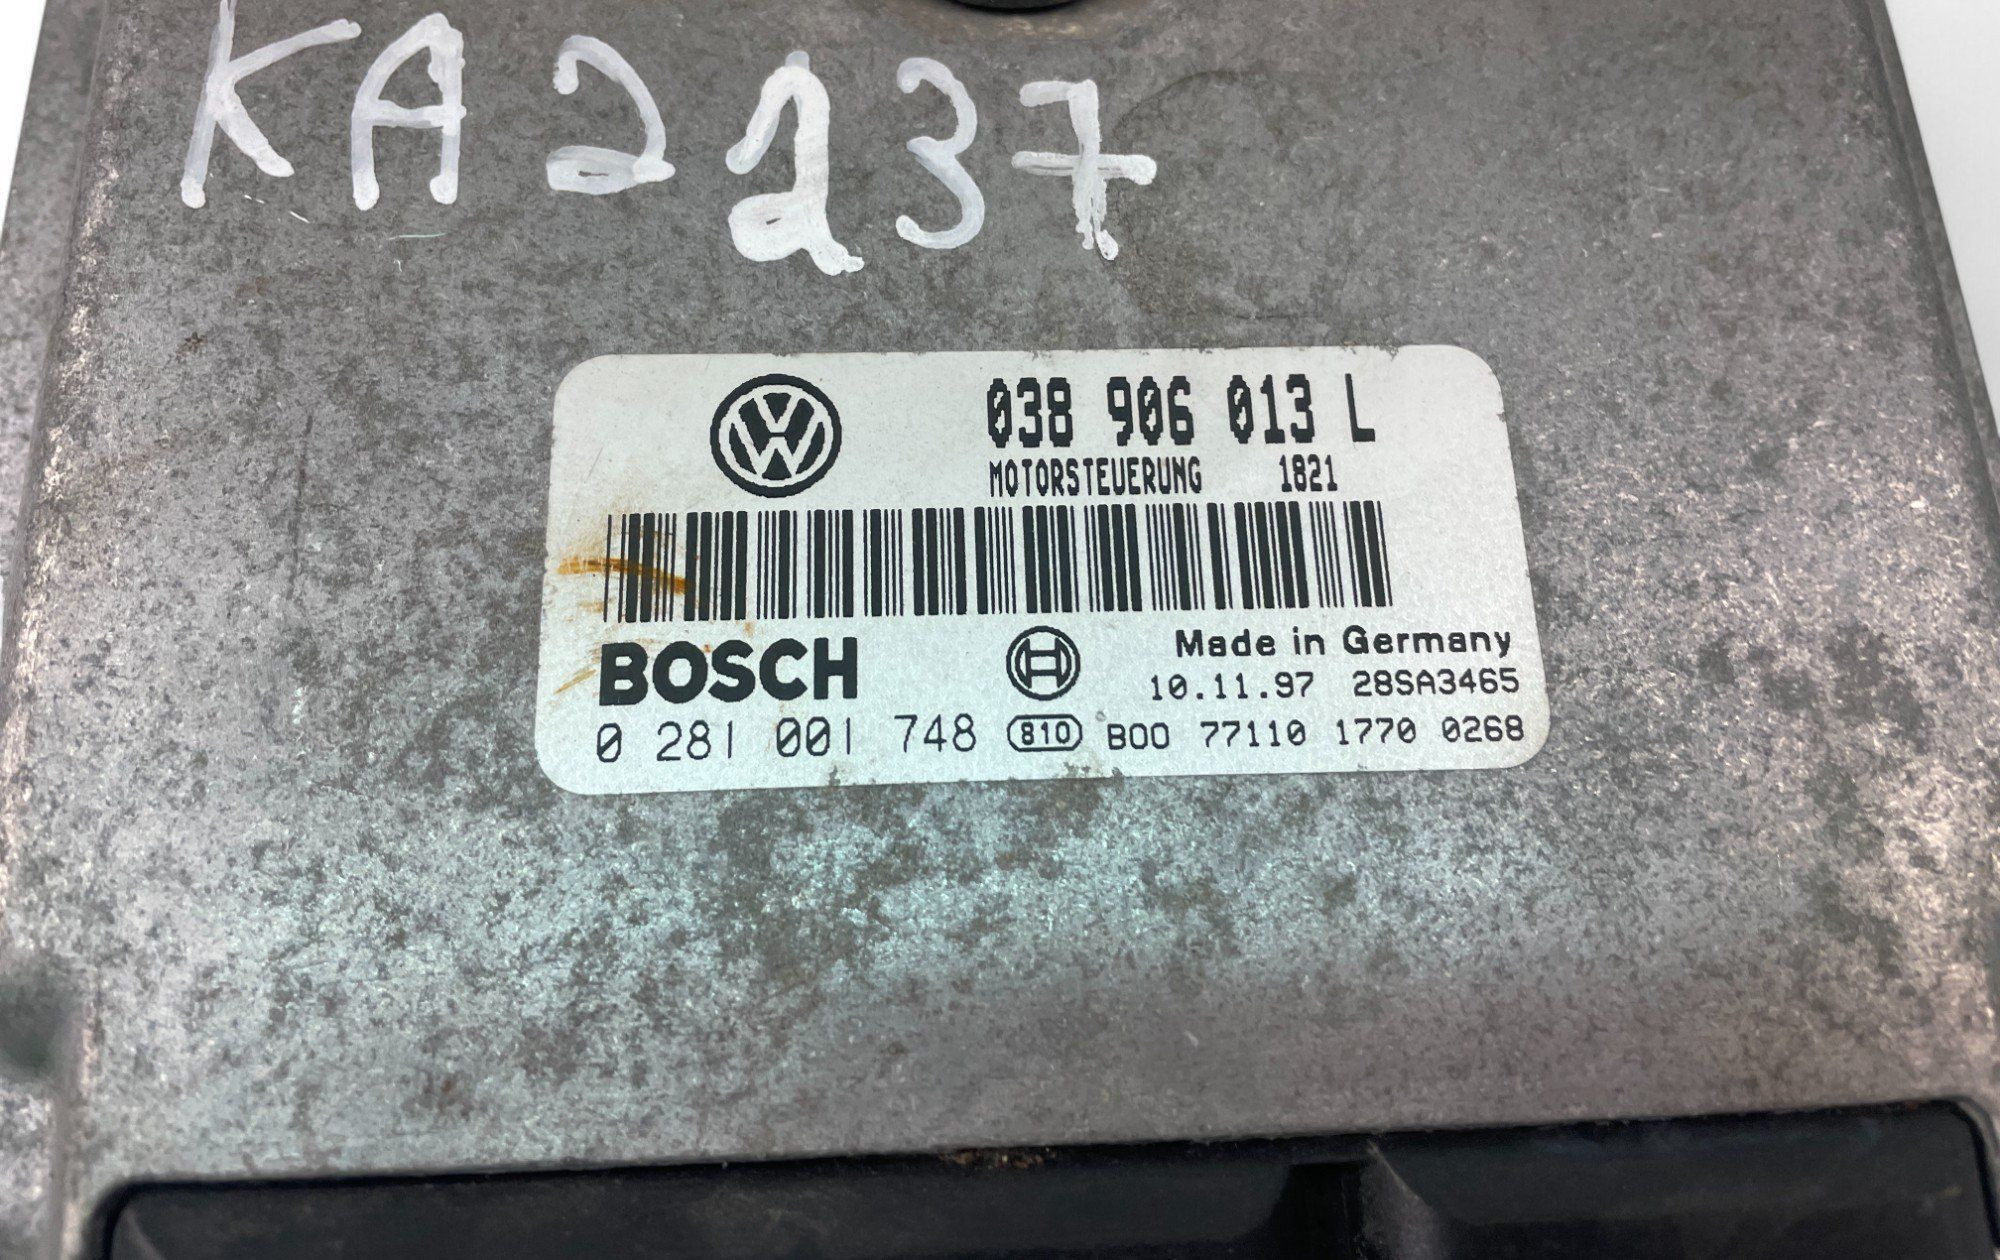 KA2237
VW
038 906 013 L
MOTORSTEUERUNG 1821
BOSCH
Made in Germany
10.11.97 28SA3465
0 281 001 748 810 B00 77110 1770 0268